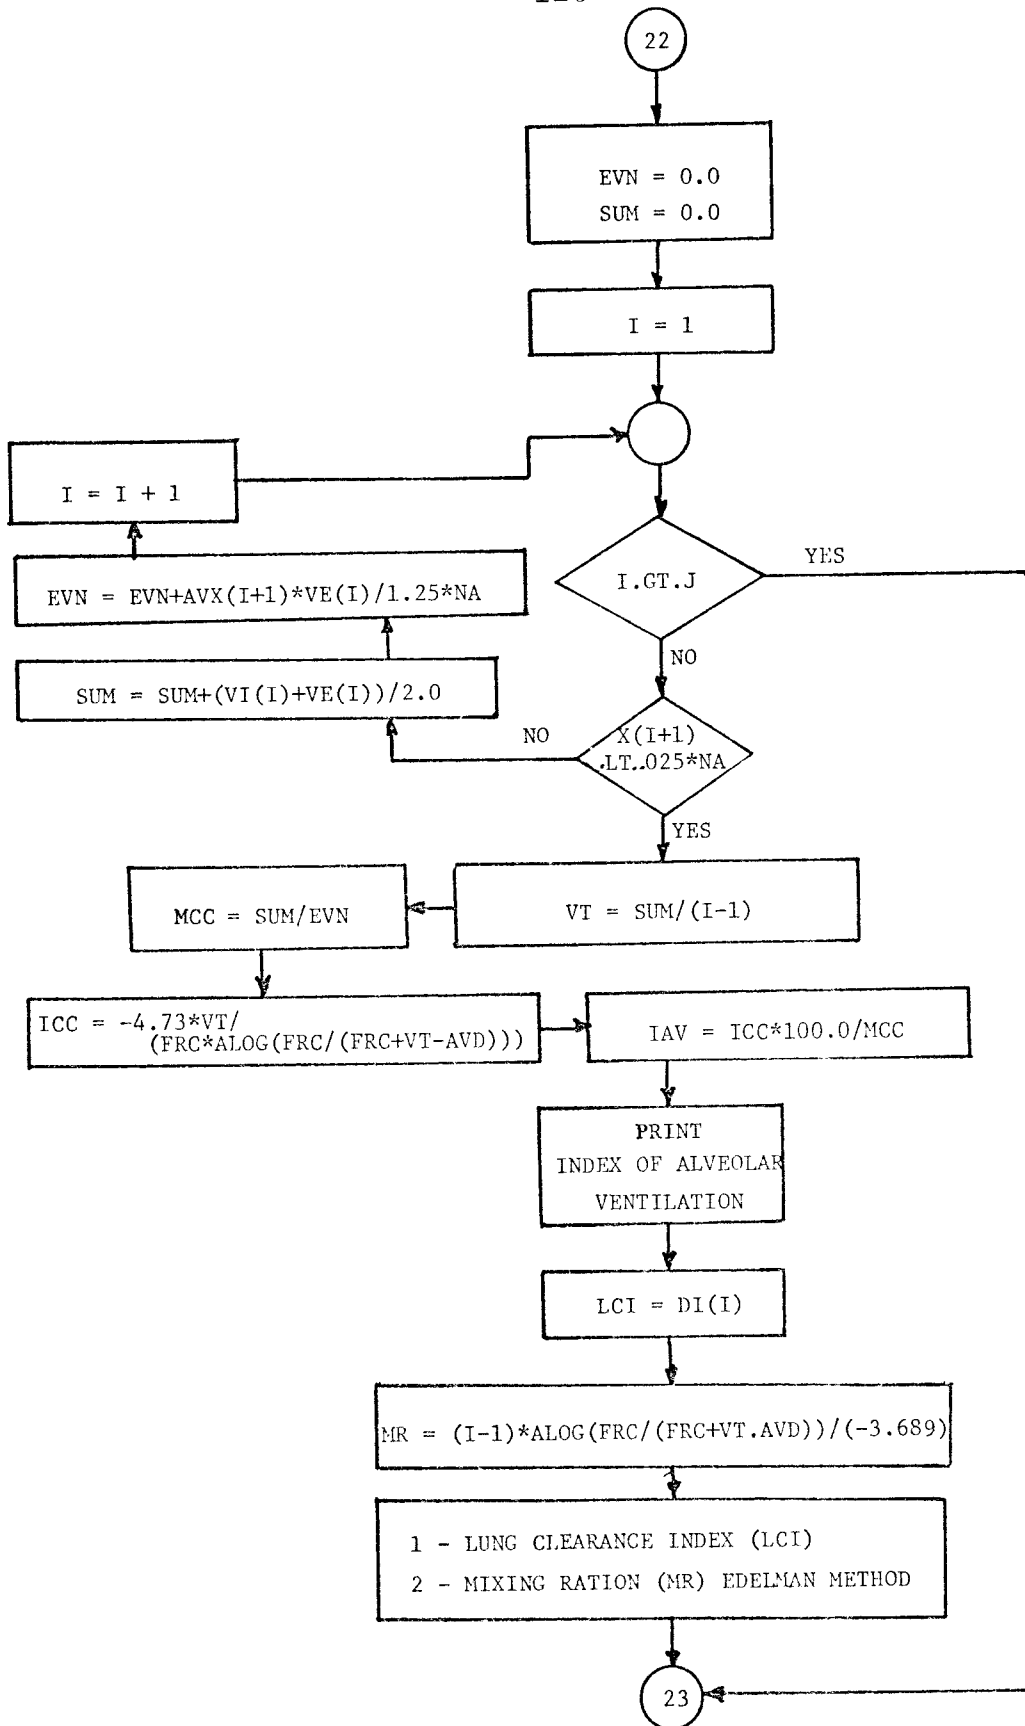 22
EVN = 0.0
SUM = 0.0
I = 1
I = I + 1
I.GT.J
YES
EVN = EVN+AVX(I+1)*VE(I)/1.25*NA
NO
SUM = SUM+(VI(I)+VE(I))/2.0
NO
X(I+1)
.LT..025*NA
YES
VT = SUM/(I-1)
MCC = SUM/EVN
ICC = -4.73*VT/
(FRC*ALOG(FRC/(FRC+VT-AVD)))
IAV = ICC*100.0/MCC
PRINT
INDEX OF ALVEOLAR
VENTILATION
LCI = DI(I)
MR = (I-1)*ALOG(FRC/(FRC+VT.AVD))/(-3.689)
1 - LUNG CLEARANCE INDEX (LCI)
2 - MIXING RATION (MR) EDELMAN METHOD
23